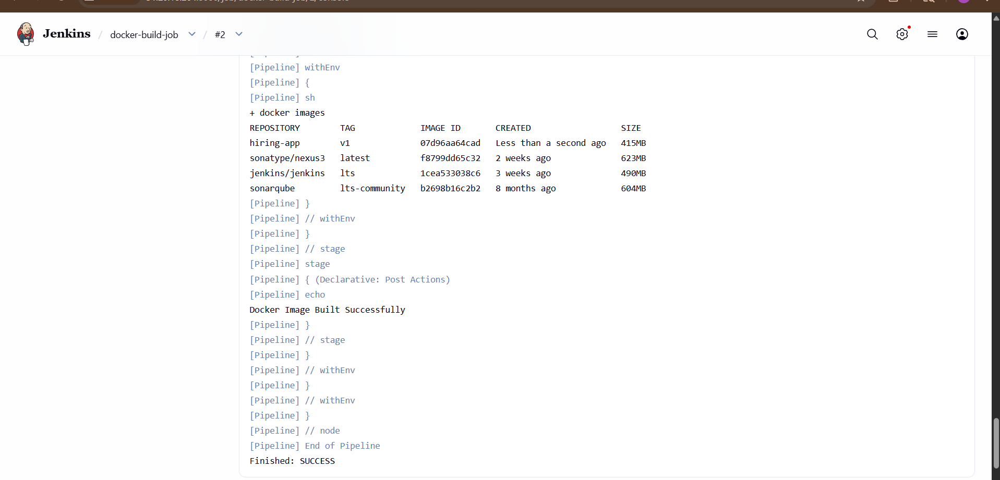 Jenkins / docker-build-job / #2
[Pipeline] withEnv
[Pipeline] {
[Pipeline] sh
+ docker images
REPOSITORY TAG IMAGE ID CREATED SIZE
hiring-app v1 07d96aa64cad Less than a second ago 415MB
sonatype/nexus3 latest f8799dd65c32 2 weeks ago 623MB
jenkins/jenkins lts 1cea533038c6 3 weeks ago 490MB
sonarqube lts-community b2698b16c2b2 8 months ago 604MB
[Pipeline] }
[Pipeline] // withEnv
[Pipeline] }
[Pipeline] // stage
[Pipeline] stage
[Pipeline] { (Declarative: Post Actions)
[Pipeline] echo
Docker Image Built Successfully
[Pipeline] }
[Pipeline] // stage
[Pipeline] }
[Pipeline] // withEnv
[Pipeline] }
[Pipeline] // withEnv
[Pipeline] }
[Pipeline] // node
[Pipeline] End of Pipeline
Finished: SUCCESS